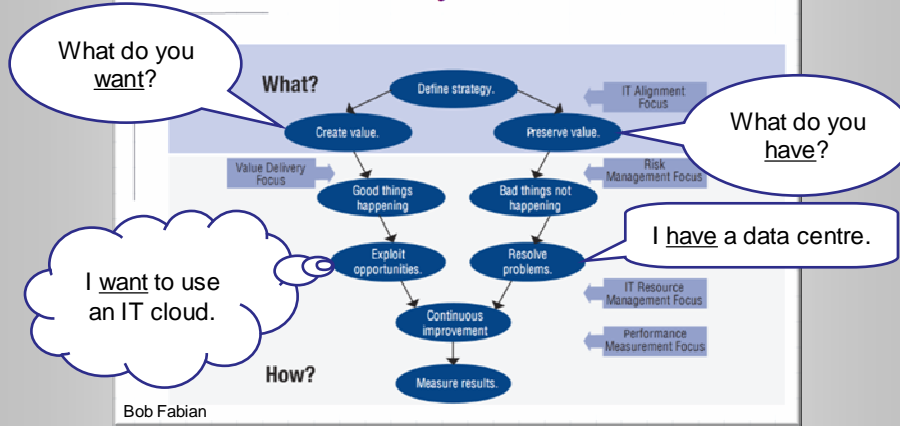 What do you
want?
What?
Define strategy.
IT Alignment
Focus
Create value.
Preserve value.
What do you
have?
Value Delivery
Focus
Risk
Management Focus
Good things
happening
Bad things not
happening
I have a data centre.
Exploit
opportunities.
Resolve
problems.
I want to use
an IT cloud.
IT Resource
Management Focus
Continuous
improvement
Performance
Measurement Focus
How?
Measure results.
Bob Fabian